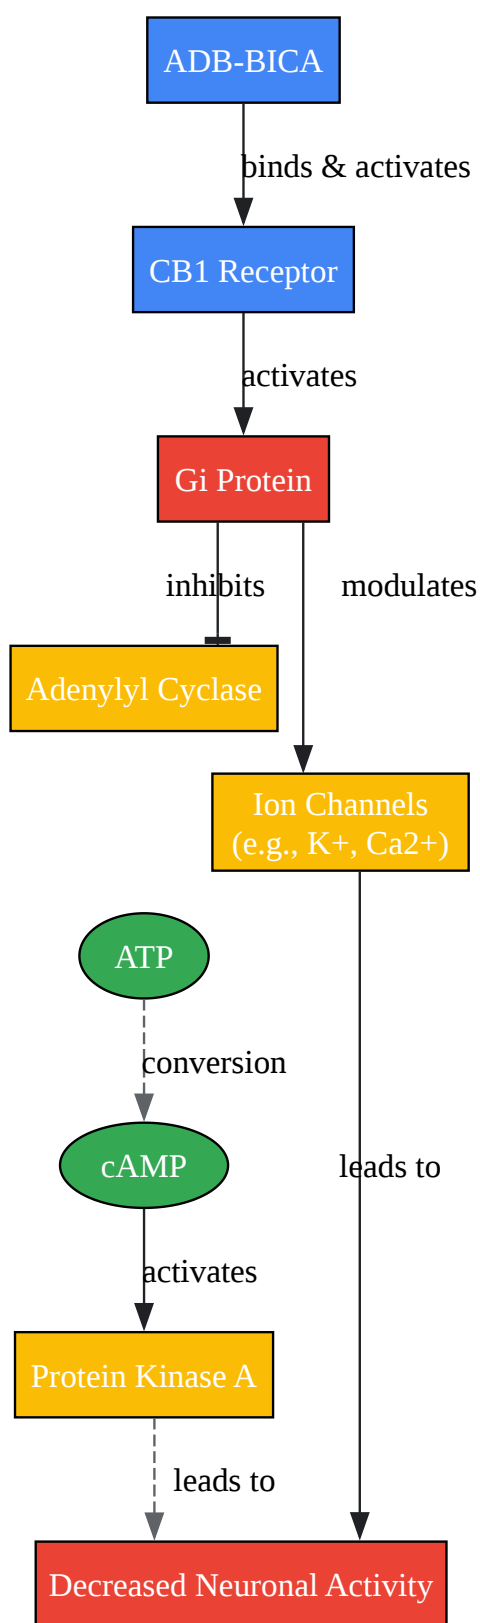 ADB-BICA
binds & activates
CB1 Receptor
activates
Gi Protein
inhibits
modulates
Adenylyl Cyclase
Ion Channels
(e.g., K+, Ca2+)
ATP
conversion
cAMP
leads to
activates
Protein Kinase A
leads to
Decreased Neuronal Activity